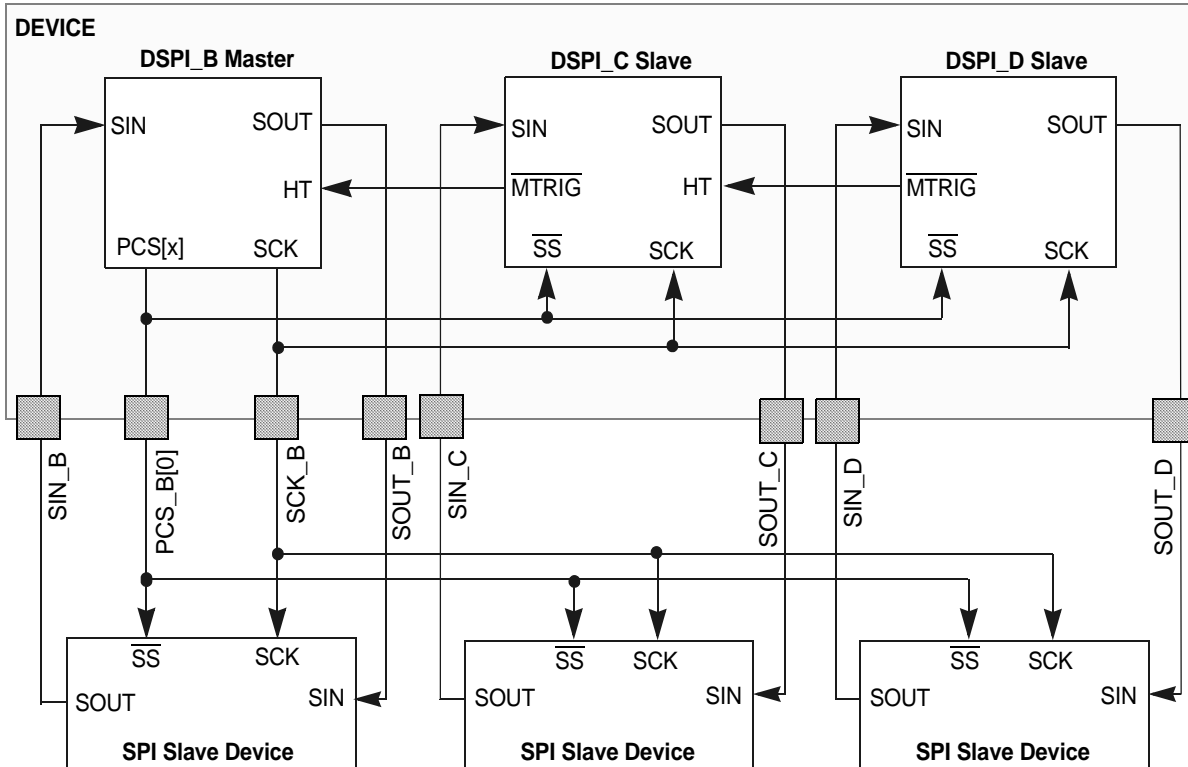 DEVICE
DSPI_B Master
DSPI_C Slave
DSPI_D Slave
SIN
SOUT
HT
PCS[x]
SCK
SIN
SOUT
MTRIG
HT
SS
SCK
SIN
SOUT
MTRIG
SS
SCK
SIN_B
PCS_B[0]
SCK_B
SOUT_B
SIN_C
SOUT_C
SIN_D
SOUT_D
SS
SCK
SOUT
SIN
SPI Slave Device
SS
SCK
SOUT
SIN
SPI Slave Device
SS
SCK
SOUT
SIN
SPI Slave Device